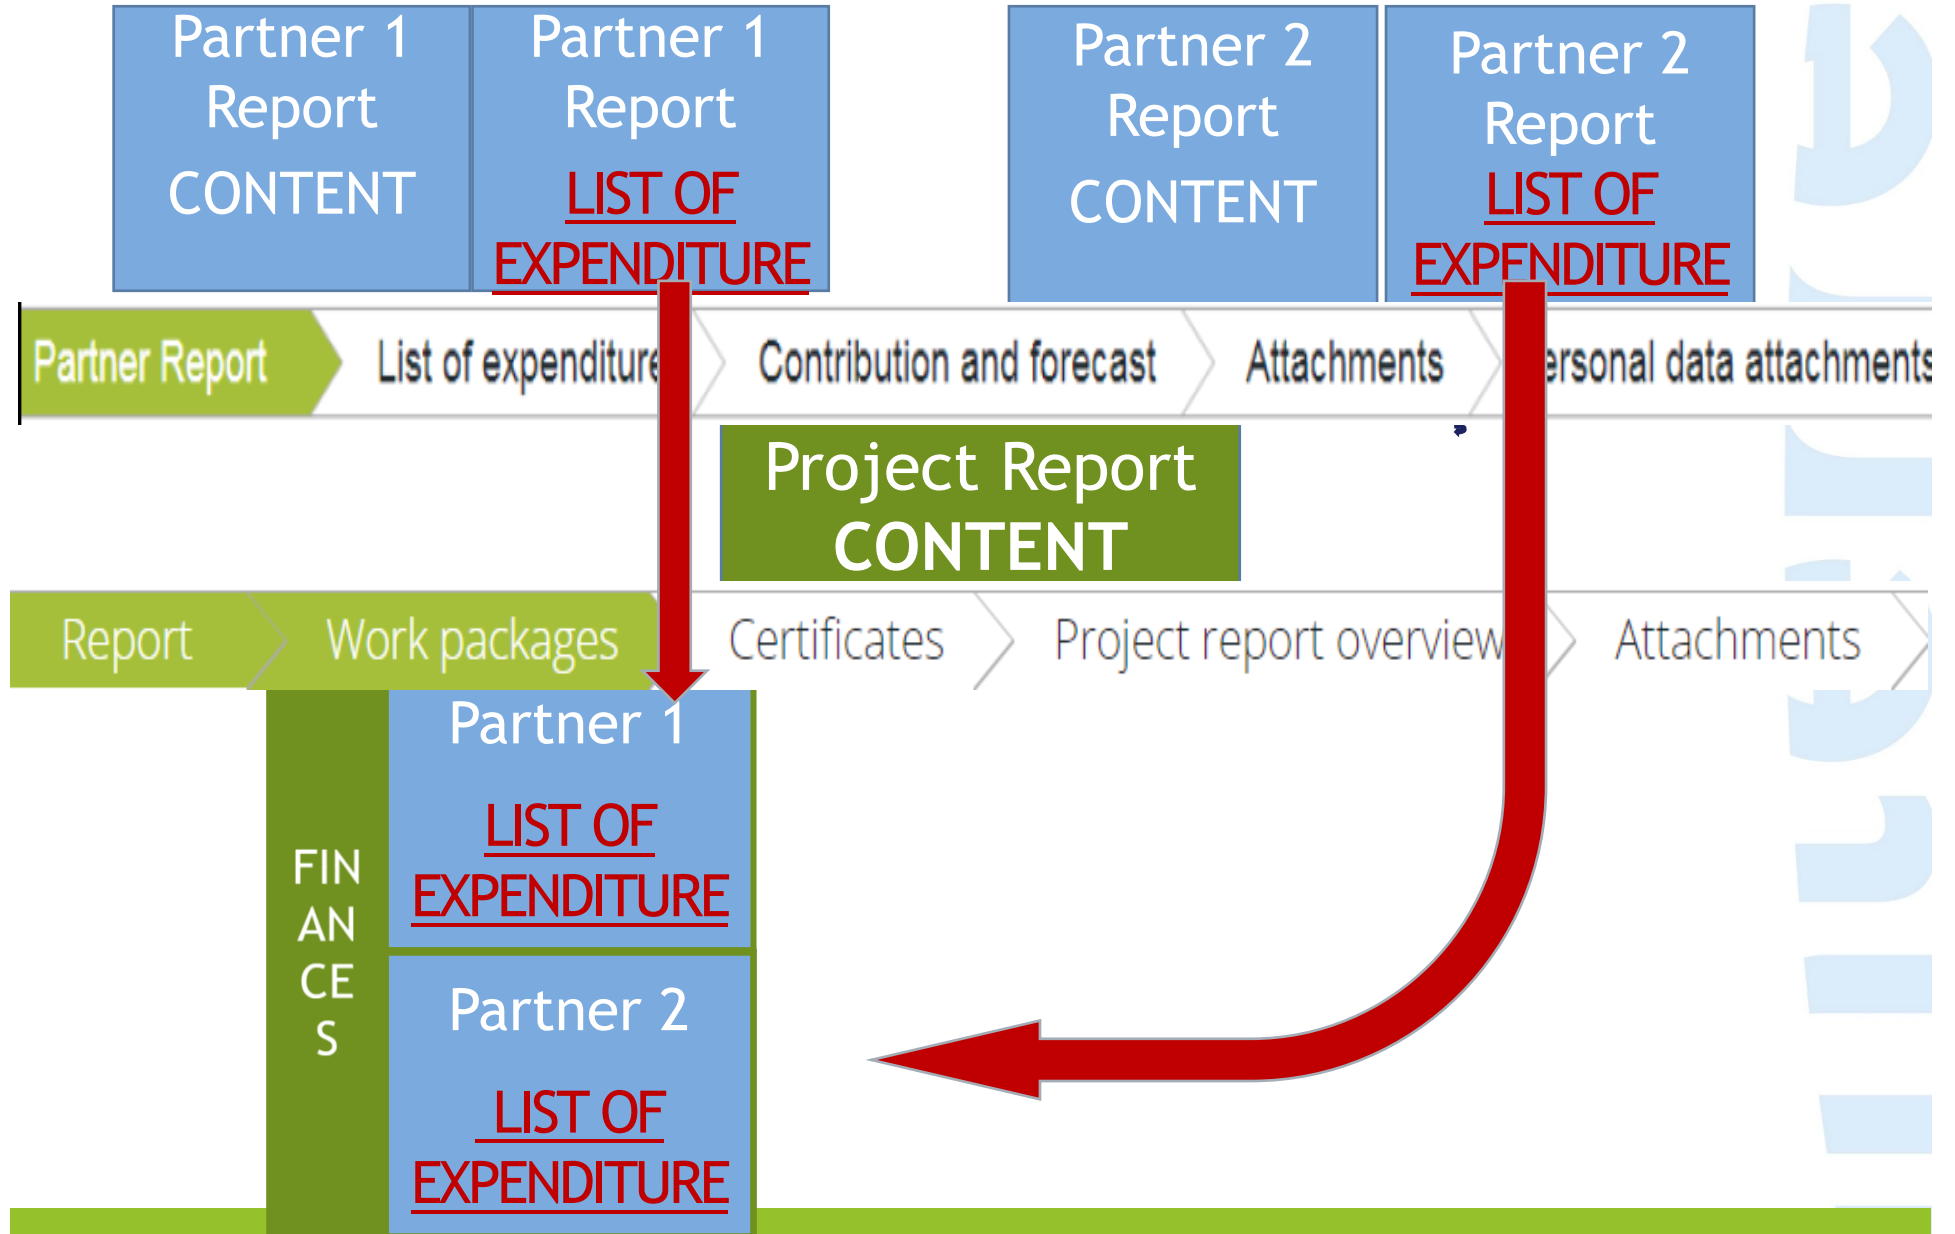 Partner 1
Report
CONTENT
Partner 1
Report
LIST OF
EXPENDITURE
Partner 2
Report
CONTENT
Partner 2
Report
LIST OF
EXPENDITURE
Partner Report
List of expenditure
Contribution and forecast
Attachments
ersonal data attachments
Project Report
CONTENT
Report
Work packages
Certificates
Project report overview
Attachments
FIN
AN
CE
S
Partner 1
LIST OF
EXPENDITURE
Partner 2
LIST OF
EXPENDITURE